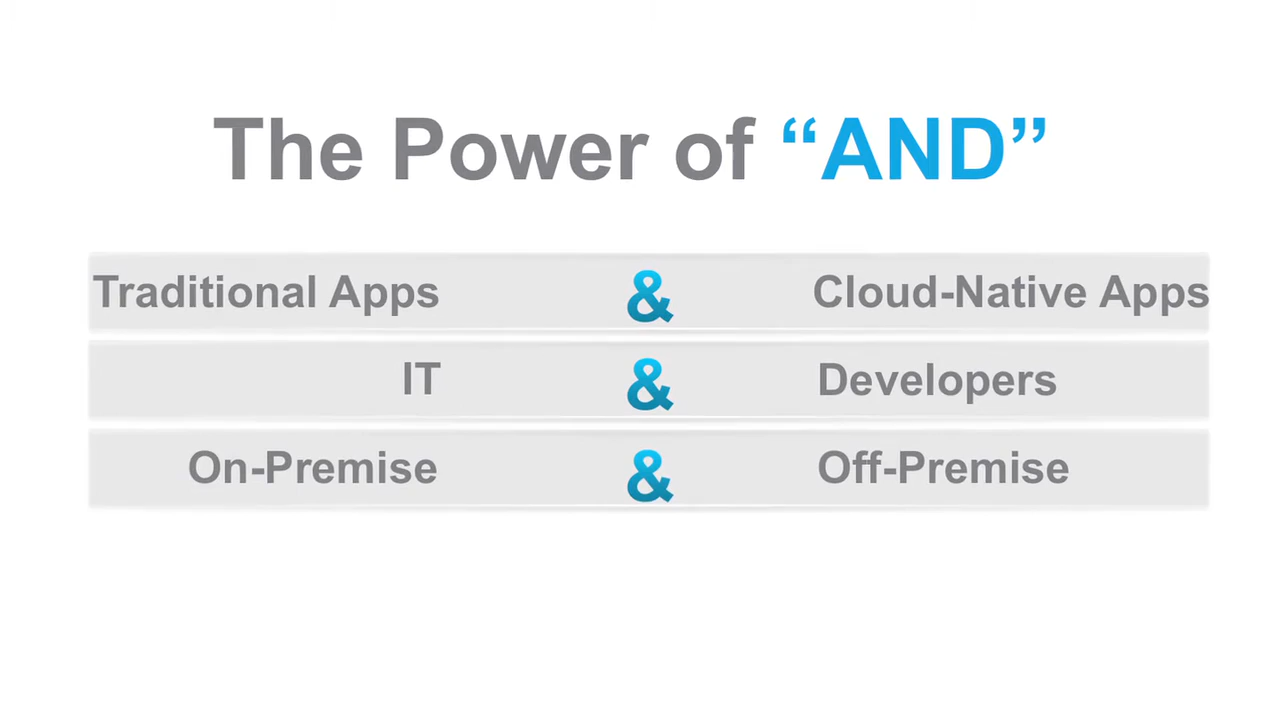 The Power of “AND”
Traditional Apps & Cloud-Native Apps
IT & Developers
On-Premise & Off-Premise